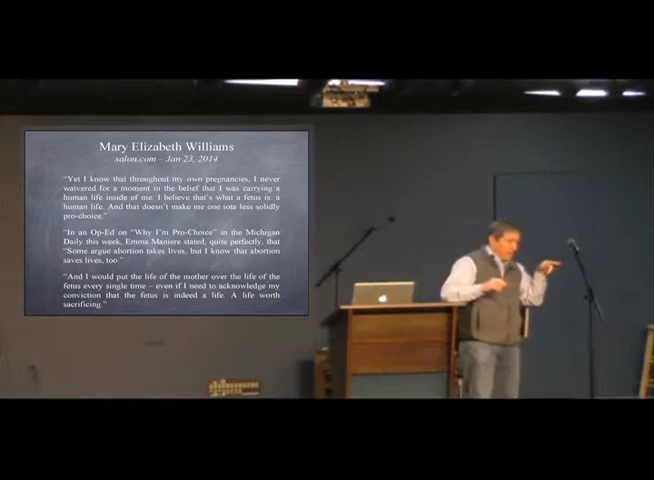 Mary Elizabeth Williams
salon.com – Jan 23, 2014
“Yet I know that throughout my own pregnancies, I never
waivered for a moment in the belief that I was carrying a
human life inside of me. I believe that’s what a fetus is: a
human life. And that doesn’t make me one iota less solidly
pro-choice.”
“In an Op-Ed on “Why I’m Pro-Choice” in the Michigan
Daily this week, Emma Maniere stated, quite perfectly, that
“Some argue abortion takes lives, but I know that abortion
saves lives, too.”
“And I would put the life of the mother over the life of the
fetus every single time – even if I need to acknowledge my
conviction that the fetus is indeed a life. A life worth
sacrificing.”